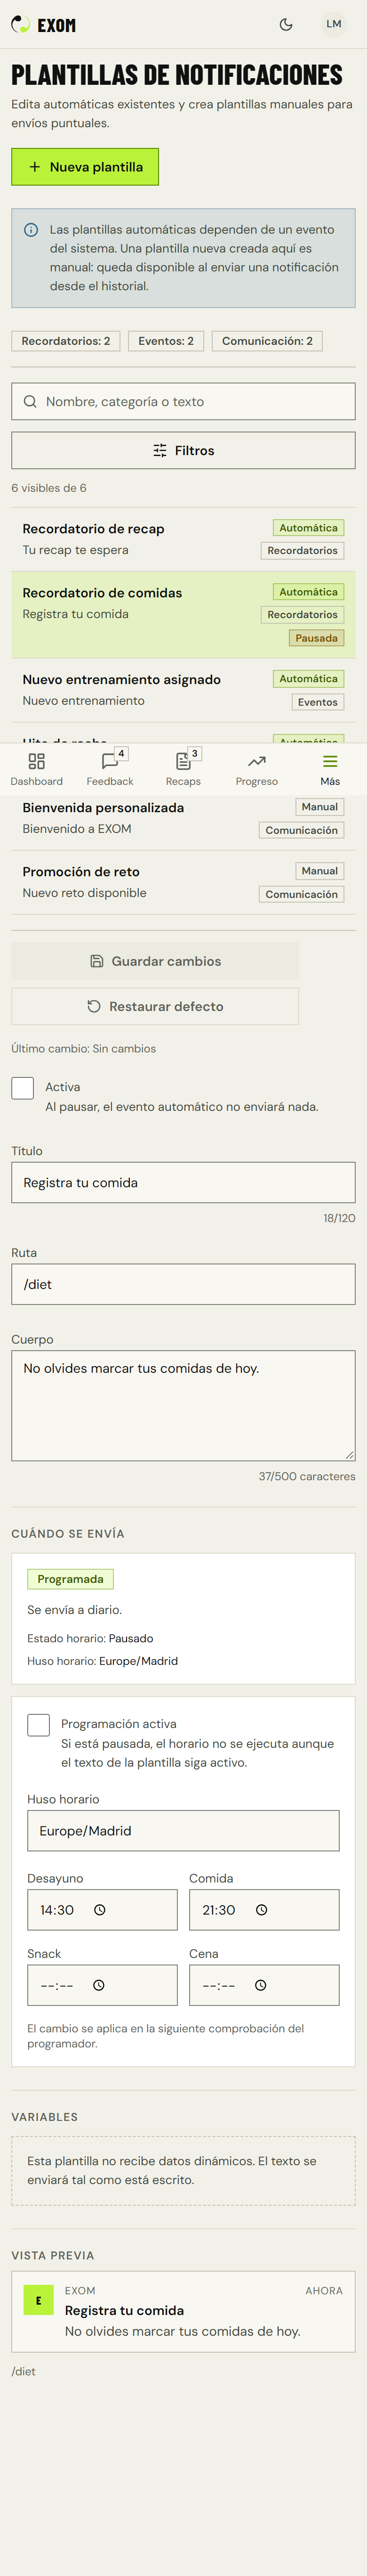 EXOM
LM
PLANTILLAS DE NOTIFICACIONES
Edita automáticas existentes y crea plantillas manuales para
envíos puntuales.
Nueva plantilla
Las plantillas automáticas dependen de un evento
del sistema. Una plantilla nueva creada aquí es
manual: queda disponible al enviar una notificación
desde el historial.
Recordatorios: 2
Eventos: 2
Comunicación: 2
Nombre, categoría o texto
Filtros
6 visibles de 6
Recordatorio de recap
Automática
Tu recap te espera
Recordatorios
Recordatorio de comidas
Automática
Registra tu comida
Recordatorios
Pausada
Nuevo entrenamiento asignado
Automática
Nuevo entrenamiento
Eventos
4
3
Dashboard
Feedback
Recaps
Progreso
Más
Bienvenida personalizada
Manual
Bienvenido a EXOM
Comunicación
Promoción de reto
Manual
Nuevo reto disponible
Comunicación
Guardar cambios
Restaurar defecto
Último cambio: Sin cambios
Activa
Al pausar, el evento automático no enviará nada.
Título
Registra tu comida
18/120
Ruta
/diet
Cuerpo
No olvides marcar tus comidas de hoy.
37/500 caracteres
CUÁNDO SE ENVÍA
Programada
Se envía a diario.
Estado horario: Pausado
Huso horario: Europe/Madrid
Programación activa
Si está pausada, el horario no se ejecuta aunque
el texto de la plantilla siga activo.
Huso horario
Europe/Madrid
Desayuno
Comida
14:30
21:30
Snack
Cena
--:--
--:--
El cambio se aplica en la siguiente comprobación del
programador.
VARIABLES
Esta plantilla no recibe datos dinámicos. El texto se
enviará tal como está escrito.
VISTA PREVIA
E
EXOM
AHORA
Registra tu comida
No olvides marcar tus comidas de hoy.
/diet